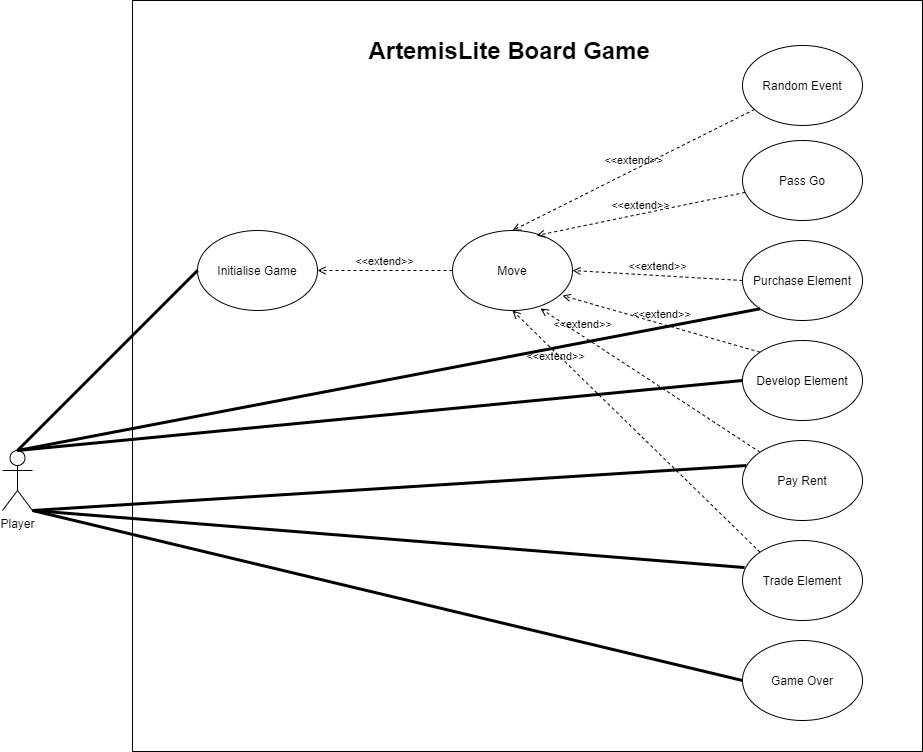 ArtemisLite Board Game
Random Event
<<extend>>
Pass Go
<<extend>>
Initialise Game
<<extend>>
Move
<<extend>>
Purchase Element
<<extend>>
<<extend>>
<<extend>>
Develop Element
Pay Rent
Player
Trade Element
Game Over